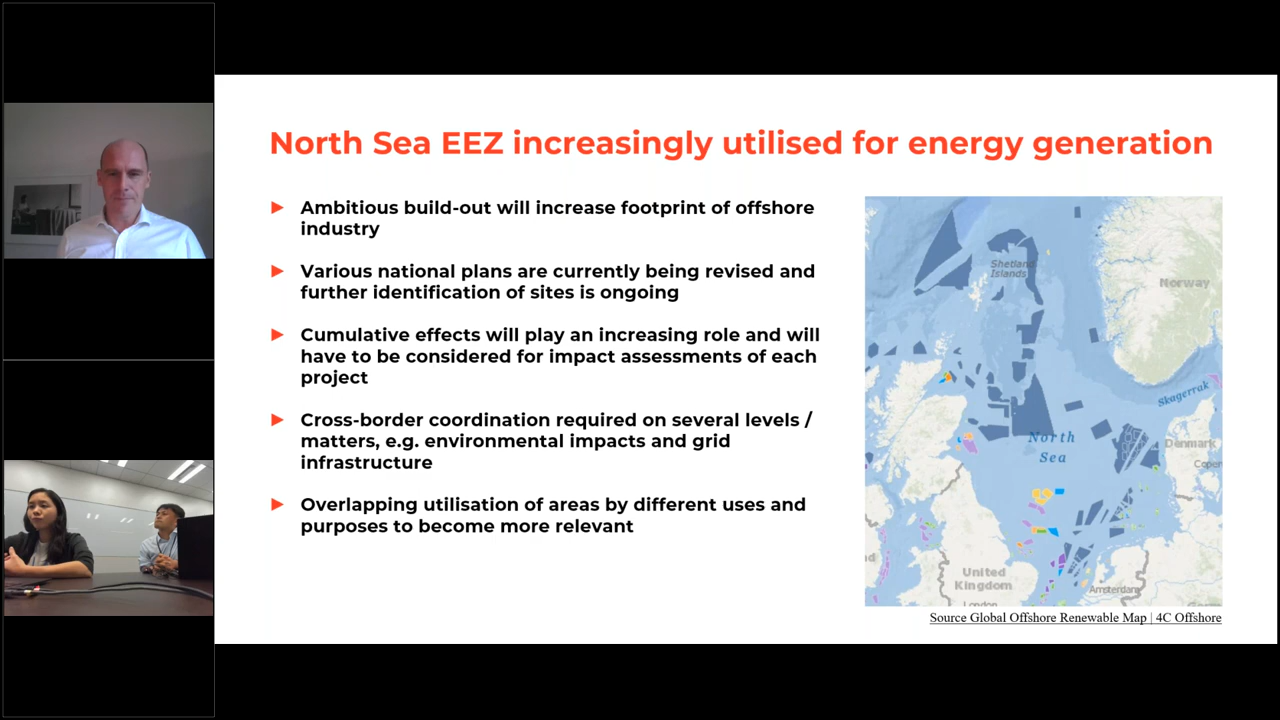 North Sea EEZ increasingly utilised for energy generation
► Ambitious build-out will increase footprint of offshore
industry
► Various national plans are currently being revised and
further identification of sites is ongoing
► Cumulative effects will play an increasing role and will
have to be considered for impact assessments of each
project
► Cross-border coordination required on several levels /
matters, e.g. environmental impacts and grid
infrastructure
► Overlapping utilisation of areas by different uses and
purposes to become more relevant
Shetland
Islands
Norway
Skagerrak
North
Sea
Denmark
United
Kingdom
Amsterdam
London
Source Global Offshore Renewable Map | 4C Offshore